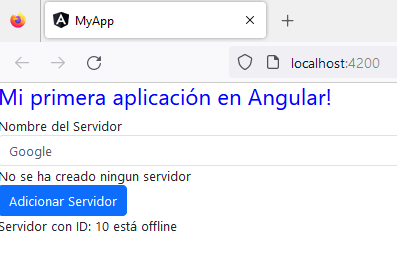 MyApp
localhost:4200
Mi primera aplicación en Angular!
Nombre del Servidor
Google
No se ha creado ningun servidor
Adicionar Servidor
Servidor con ID: 10 está offline